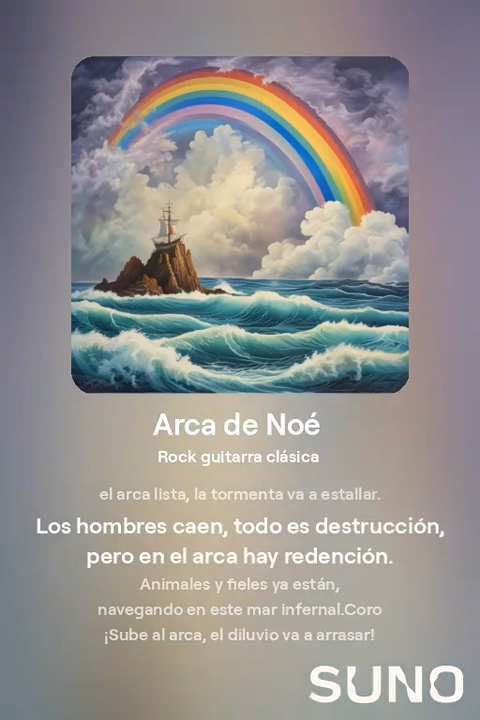 Arca de Noé
Rock guitarra clásica
el arca lista, la tormenta va a estallar.
Los hombres caen, todo es destrucción,
pero en el arca hay redención.
Animales y fieles ya están,
navegando en este mar infernal.Coro
¡Sube al arca, el diluvio va a arrasar!
SUNO